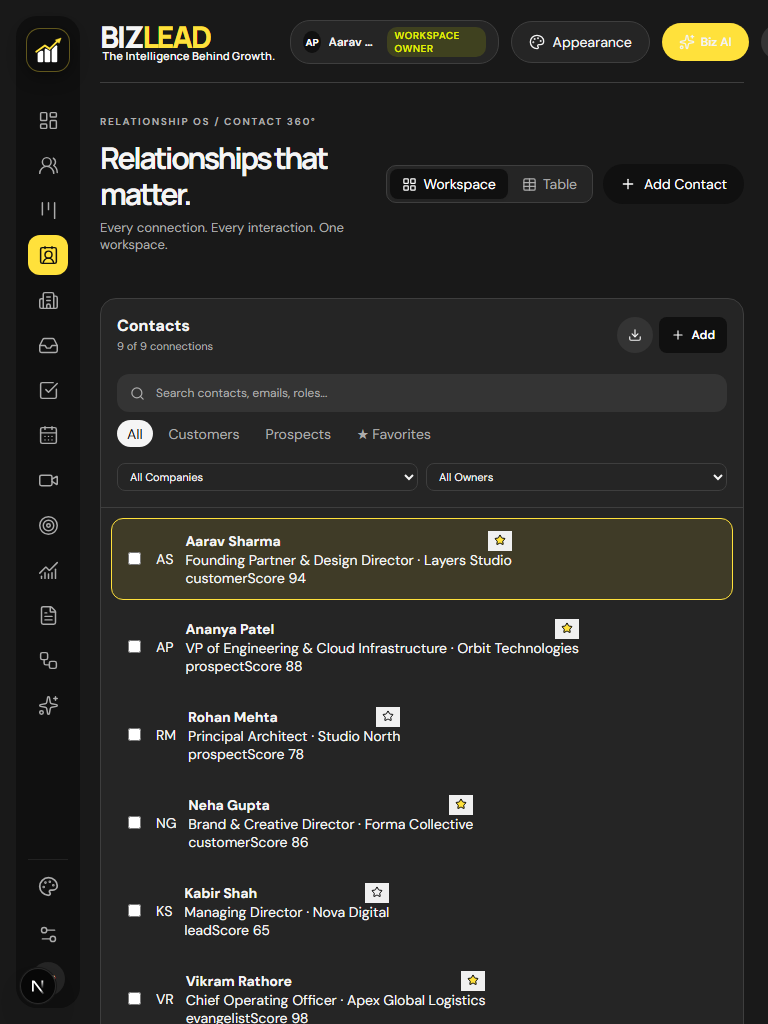 BIZLEAD
The Intelligence Behind Growth.
AP Aarav ... WORKSPACE OWNER
Appearance
Biz AI
RELATIONSHIP OS / CONTACT 360°
Relationships that
matter.
Every connection. Every interaction. One
workspace.
Workspace
Table
Add Contact
Contacts
9 of 9 connections
Add
Search contacts, emails, roles...
All Customers Prospects ★ Favorites
All Companies
All Owners
AS
Aarav Sharma
Founding Partner & Design Director · Layers Studio
customerScore 94
AP
Ananya Patel
VP of Engineering & Cloud Infrastructure · Orbit Technologies
prospectScore 88
RM
Rohan Mehta
Principal Architect · Studio North
prospectScore 78
NG
Neha Gupta
Brand & Creative Director · Forma Collective
customerScore 86
KS
Kabir Shah
Managing Director · Nova Digital
leadScore 65
VR
Vikram Rathore
Chief Operating Officer · Apex Global Logistics
evangelistScore 98
N